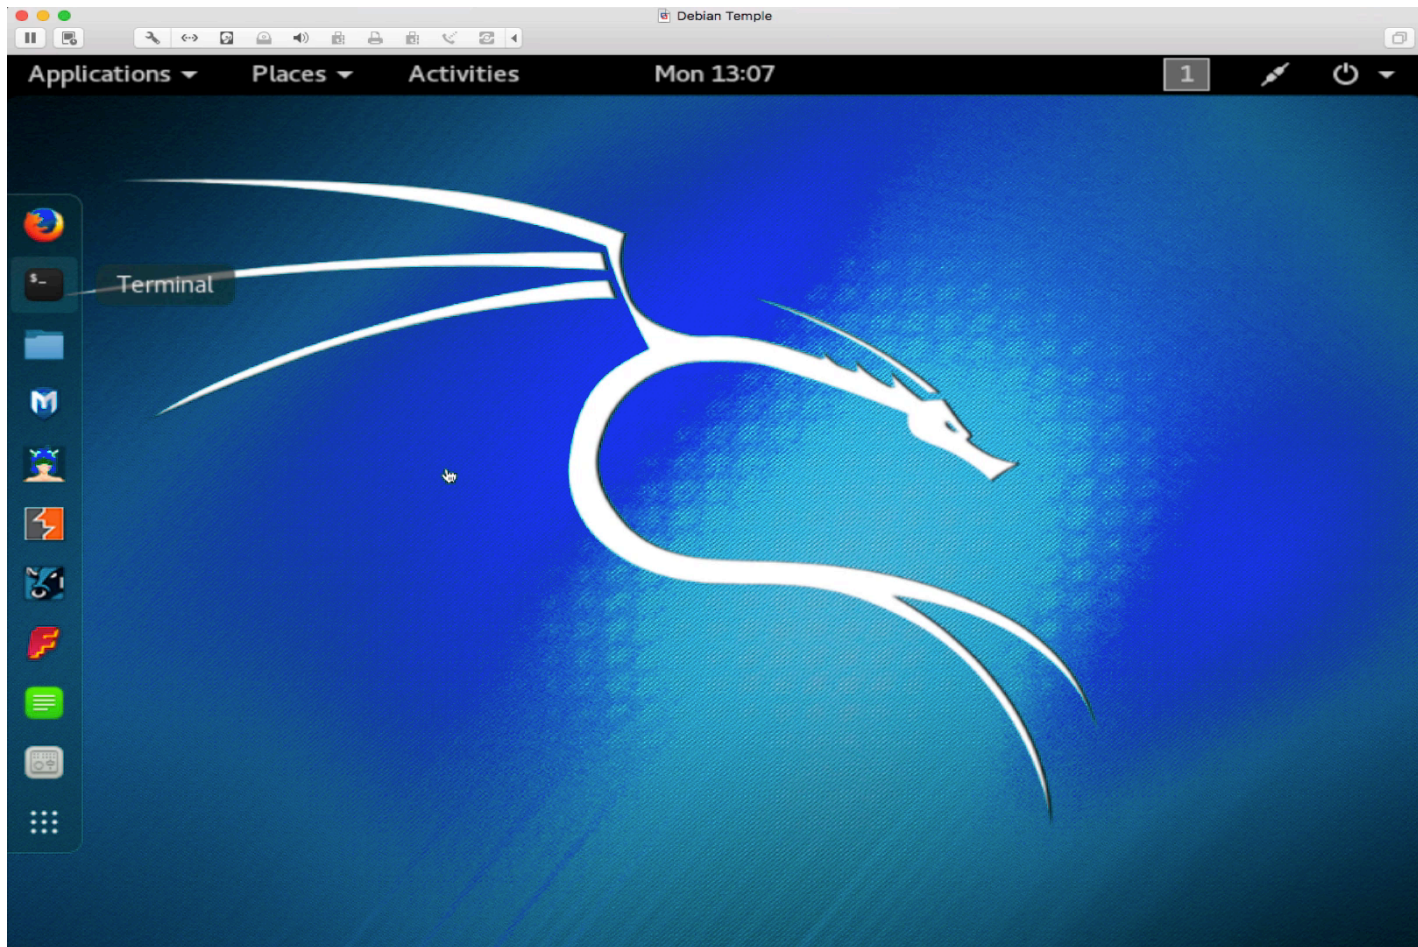 Debian Temple
Applications Places Activities Mon 13:07 1
$_
Terminal